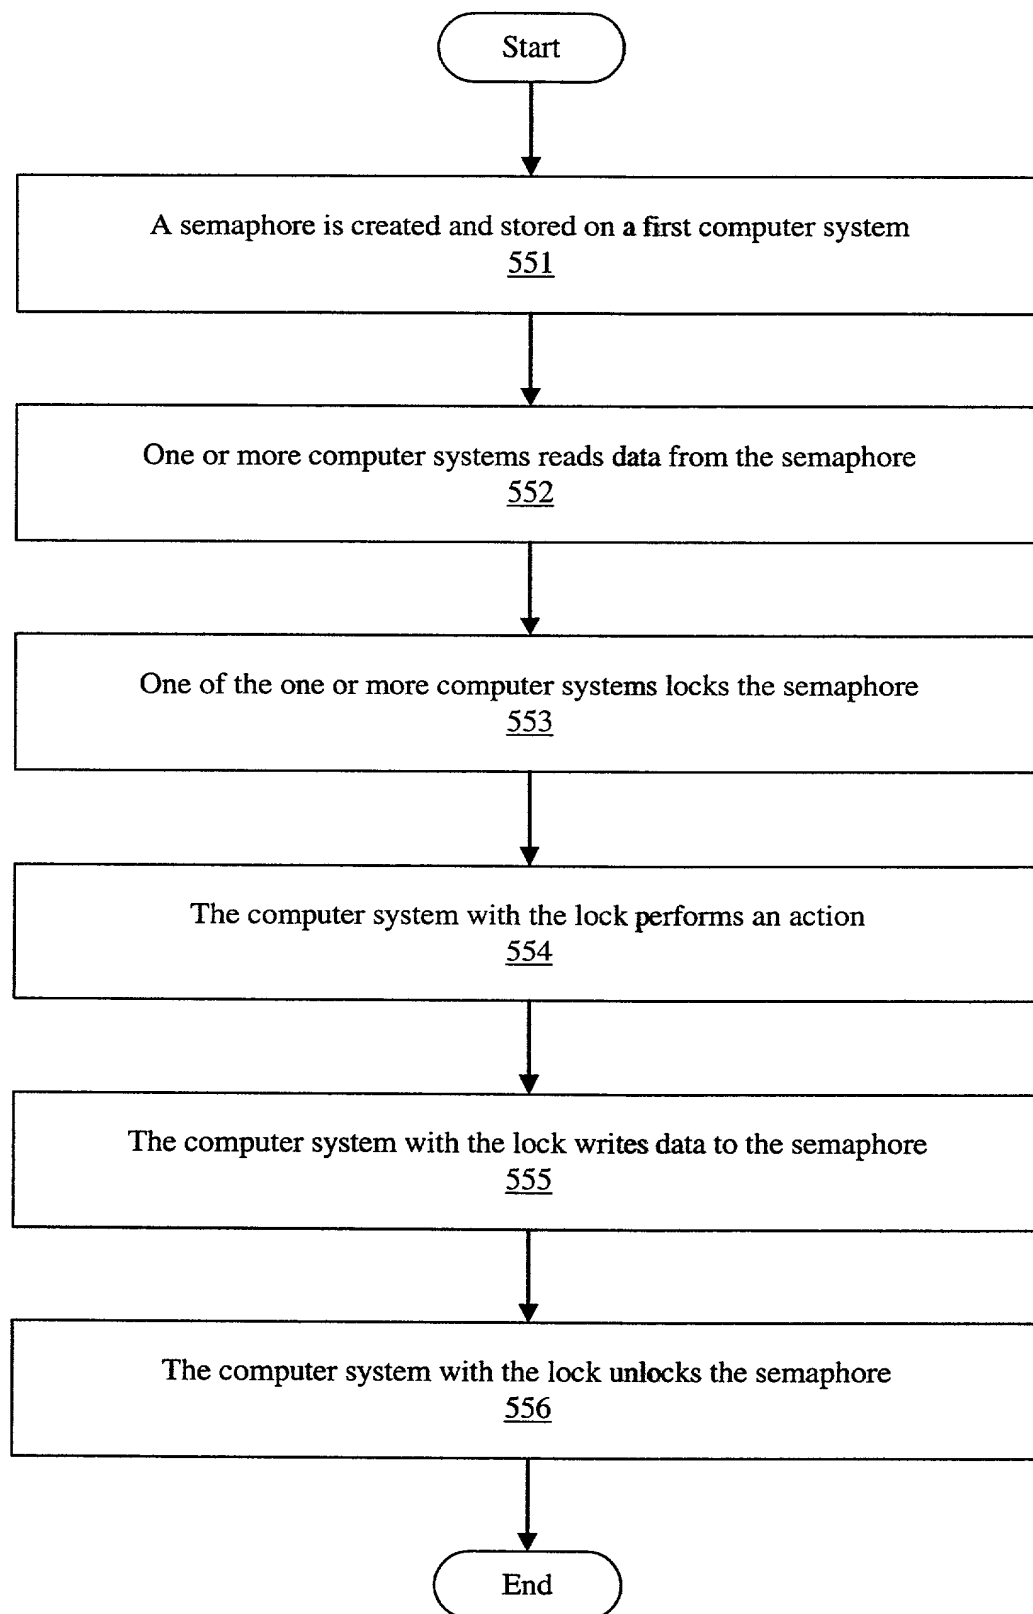 Start
A semaphore is created and stored on a first computer system
551
One or more computer systems reads data from the semaphore
552
One of the one or more computer systems locks the semaphore
553
The computer system with the lock performs an action
554
The computer system with the lock writes data to the semaphore
555
The computer system with the lock unlocks the semaphore
556
End